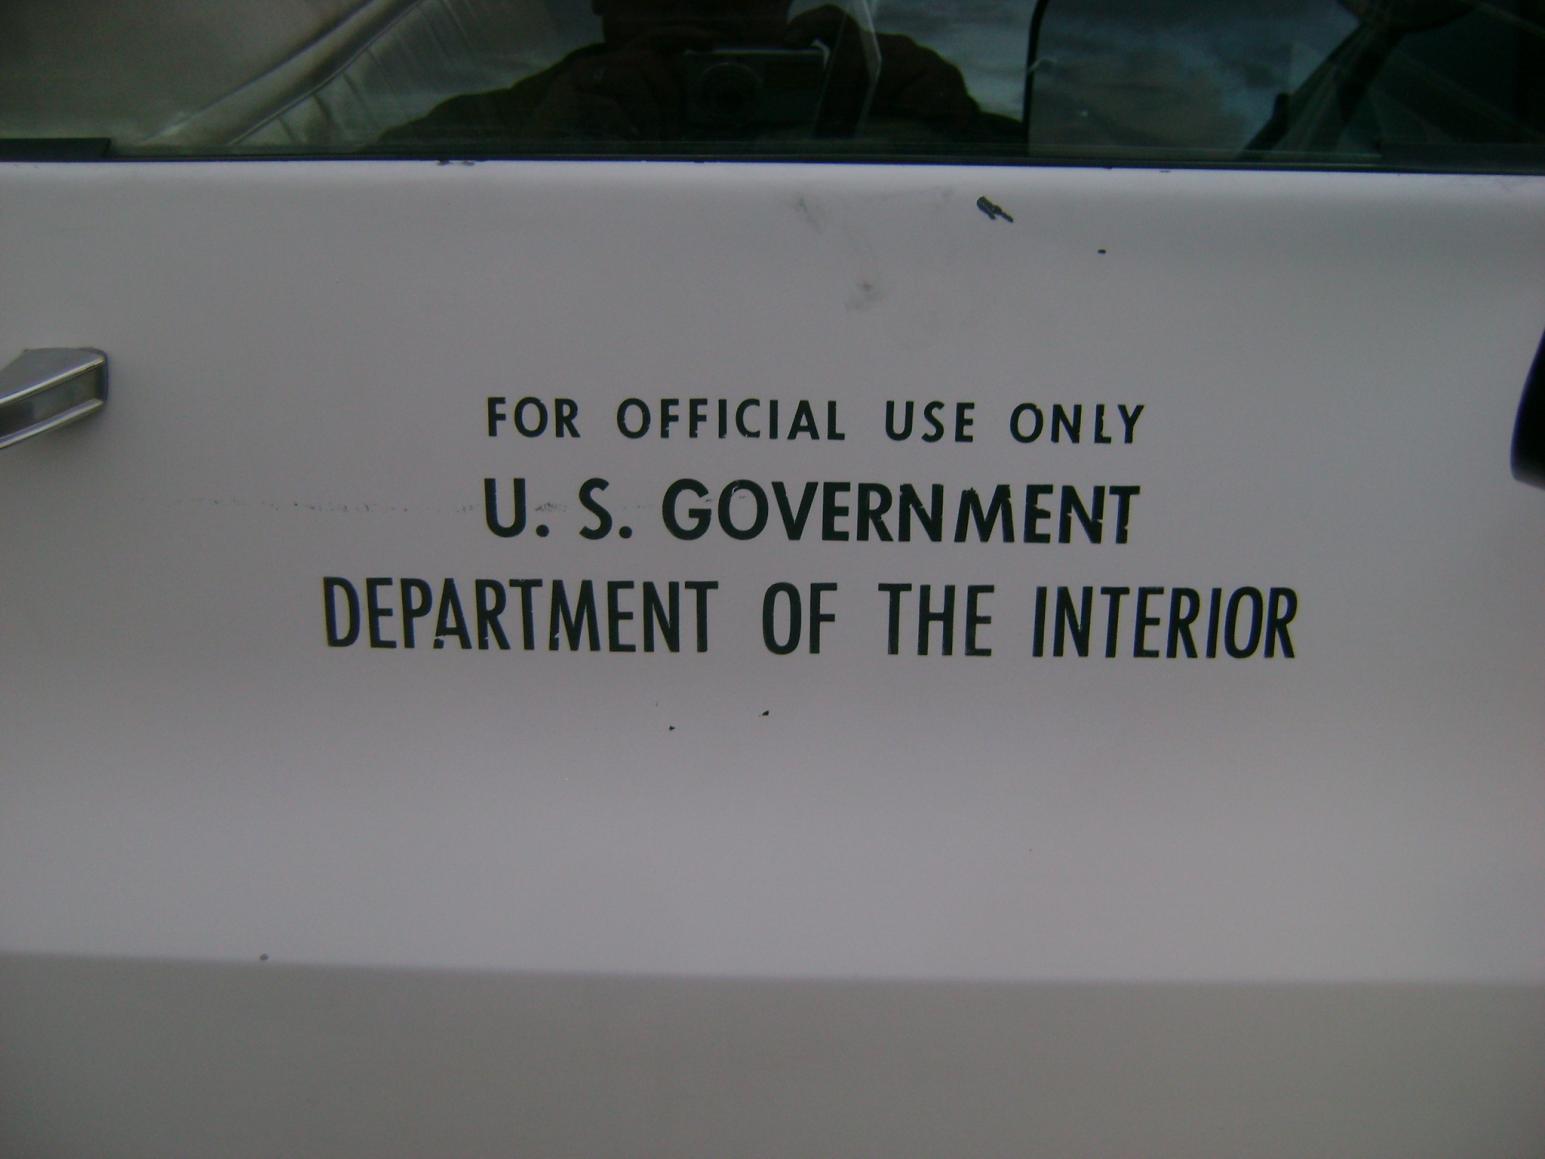 FOR OFFICIAL USE ONLY
U. S. GOVERNMENT
DEPARTMENT OF THE INTERIOR